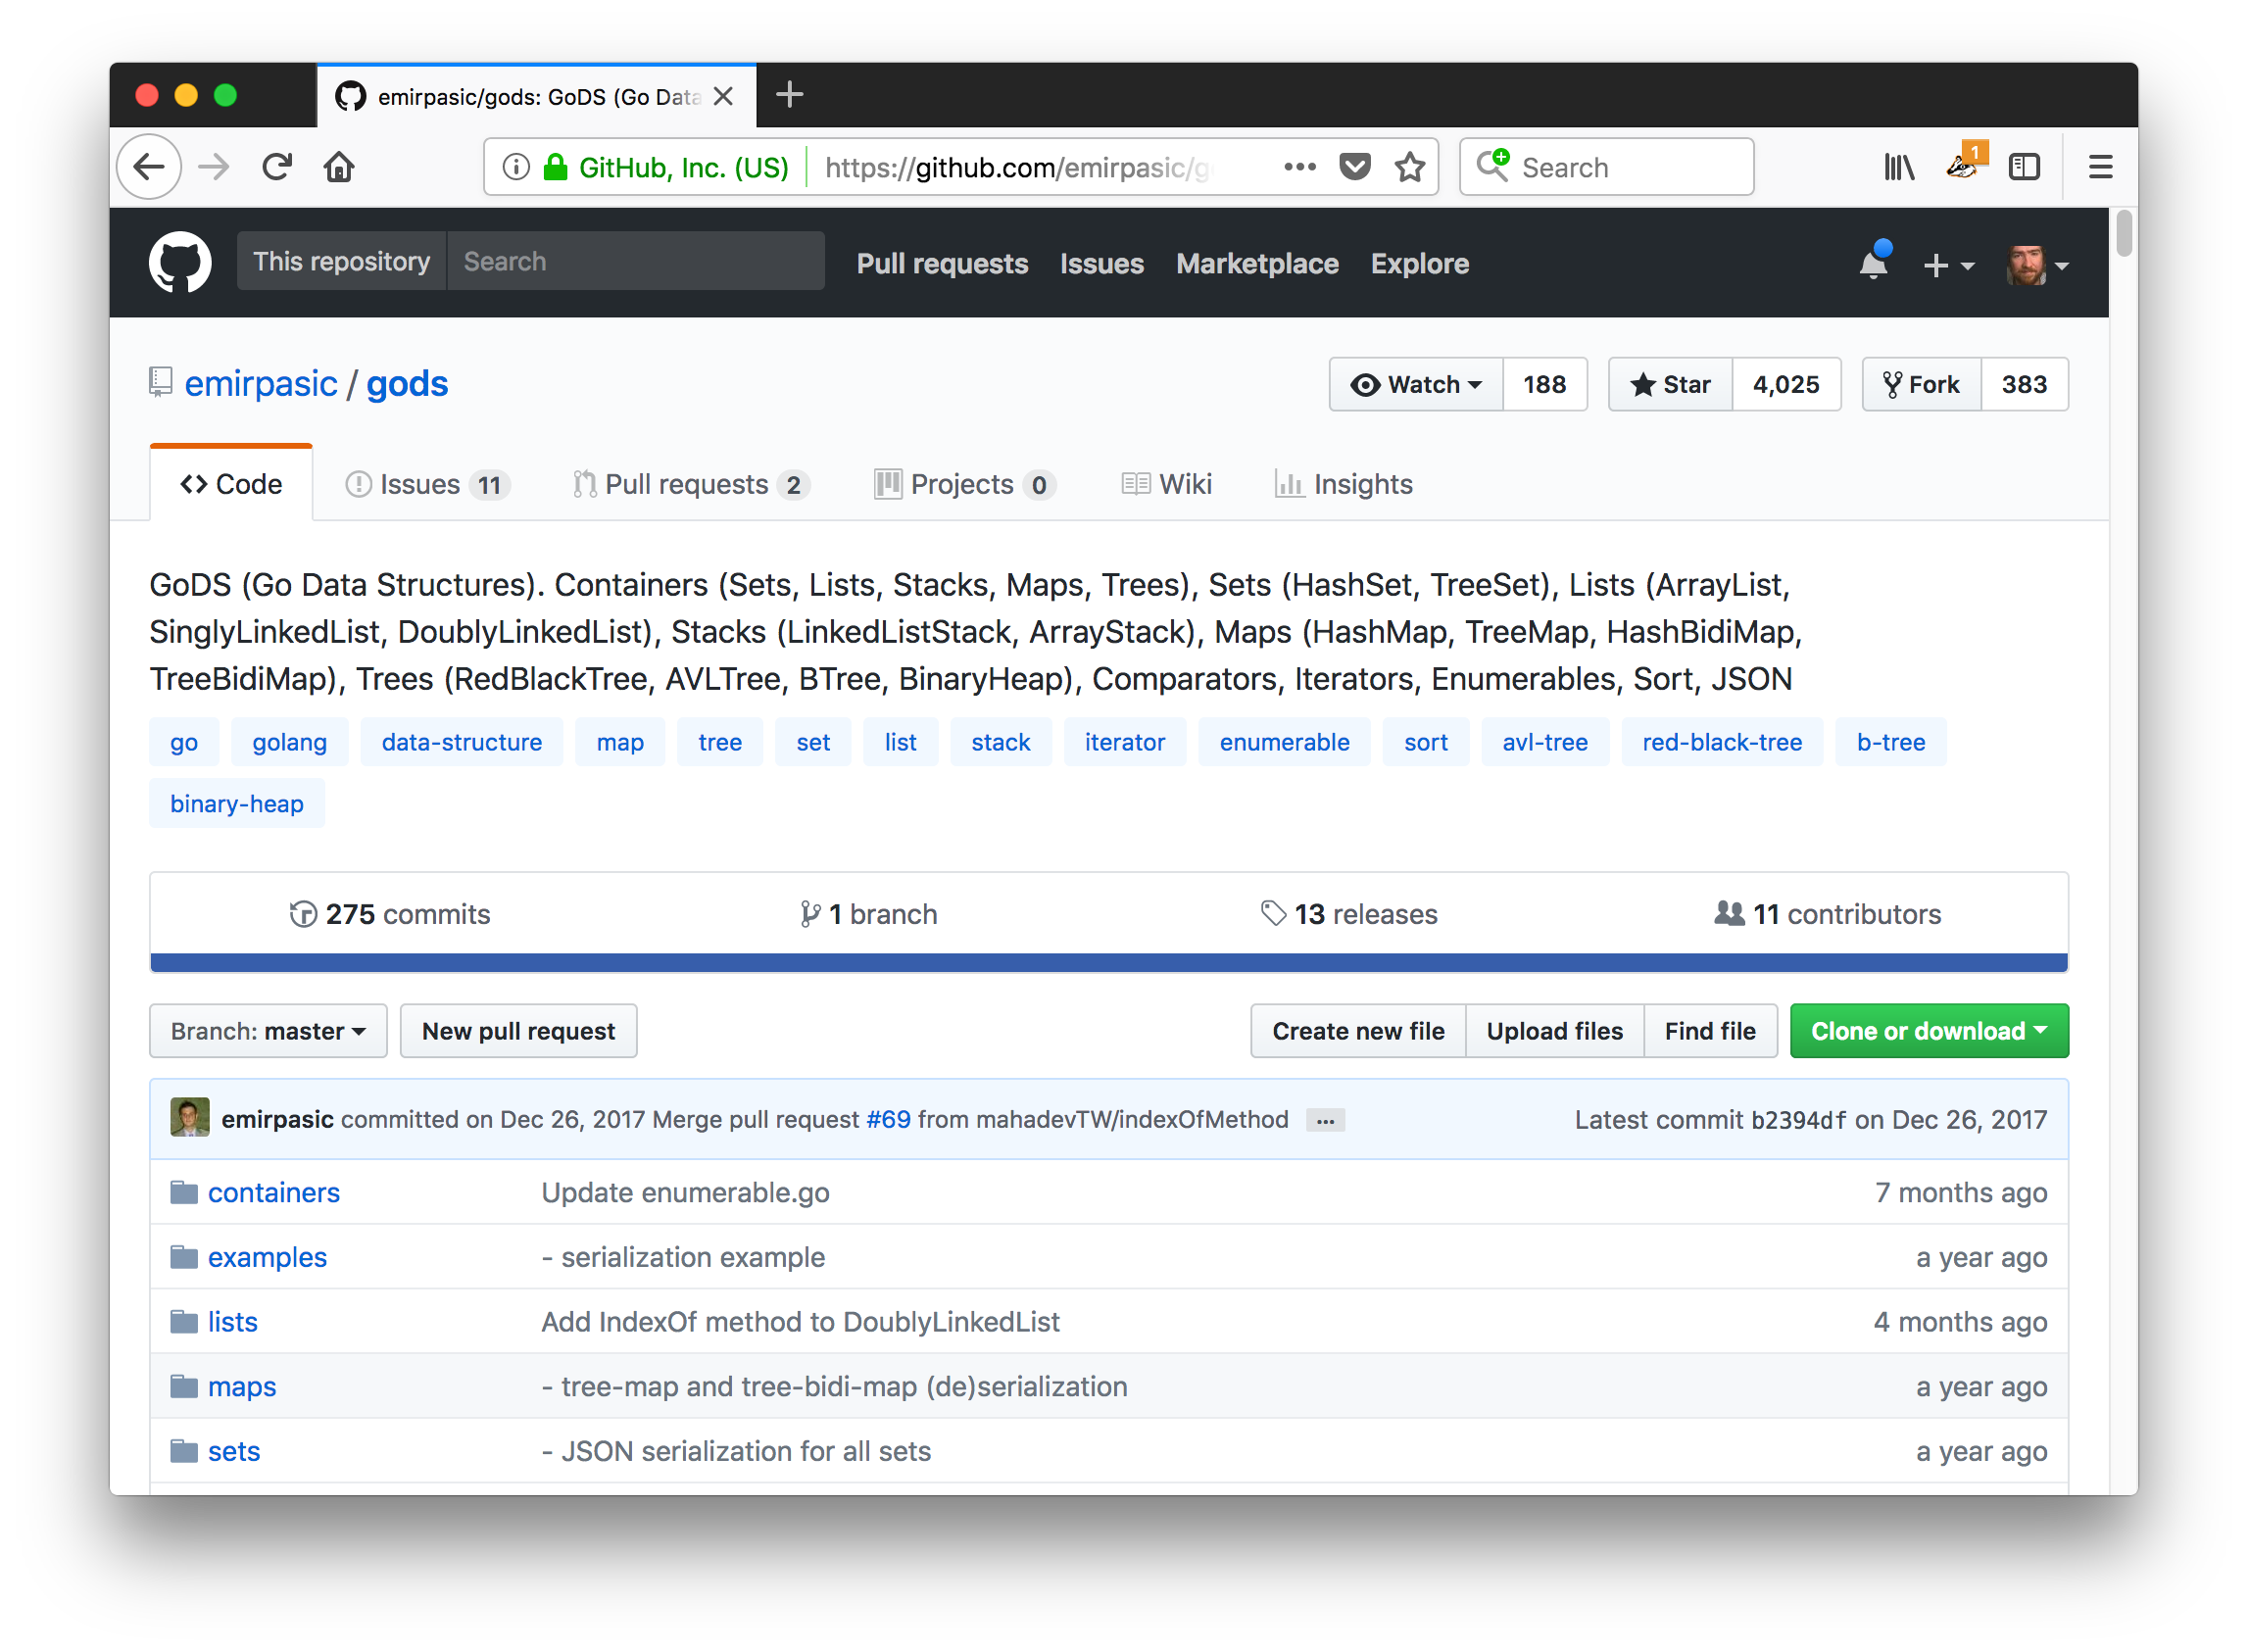 emirpasic/gods: GoDS (Go Data
GitHub, Inc. (US) https://github.com/emirpasic/g Search 1
This repository Search Pull requests Issues Marketplace Explore
emirpasic / gods Watch 188 Star 4,025 Fork 383
Code Issues 11 Pull requests 2 Projects 0 Wiki Insights
GoDS (Go Data Structures). Containers (Sets, Lists, Stacks, Maps, Trees), Sets (HashSet, TreeSet), Lists (ArrayList,
SinglyLinkedList, DoublyLinkedList), Stacks (LinkedListStack, ArrayStack), Maps (HashMap, TreeMap, HashBidiMap,
TreeBidiMap), Trees (RedBlackTree, AVLTree, BTree, BinaryHeap), Comparators, Iterators, Enumerables, Sort, JSON
go golang data-structure map tree set list stack iterator enumerable sort avl-tree red-black-tree b-tree
binary-heap
275 commits 1 branch 13 releases 11 contributors
Branch: master New pull request Create new file Upload files Find file Clone or download
emirpasic committed on Dec 26, 2017 Merge pull request #69 from mahadevTW/indexOfMethod ... Latest commit b2394df on Dec 26, 2017
containers Update enumerable.go 7 months ago
examples - serialization example a year ago
lists Add IndexOf method to DoublyLinkedList 4 months ago
maps - tree-map and tree-bidi-map (de)serialization a year ago
sets - JSON serialization for all sets a year ago